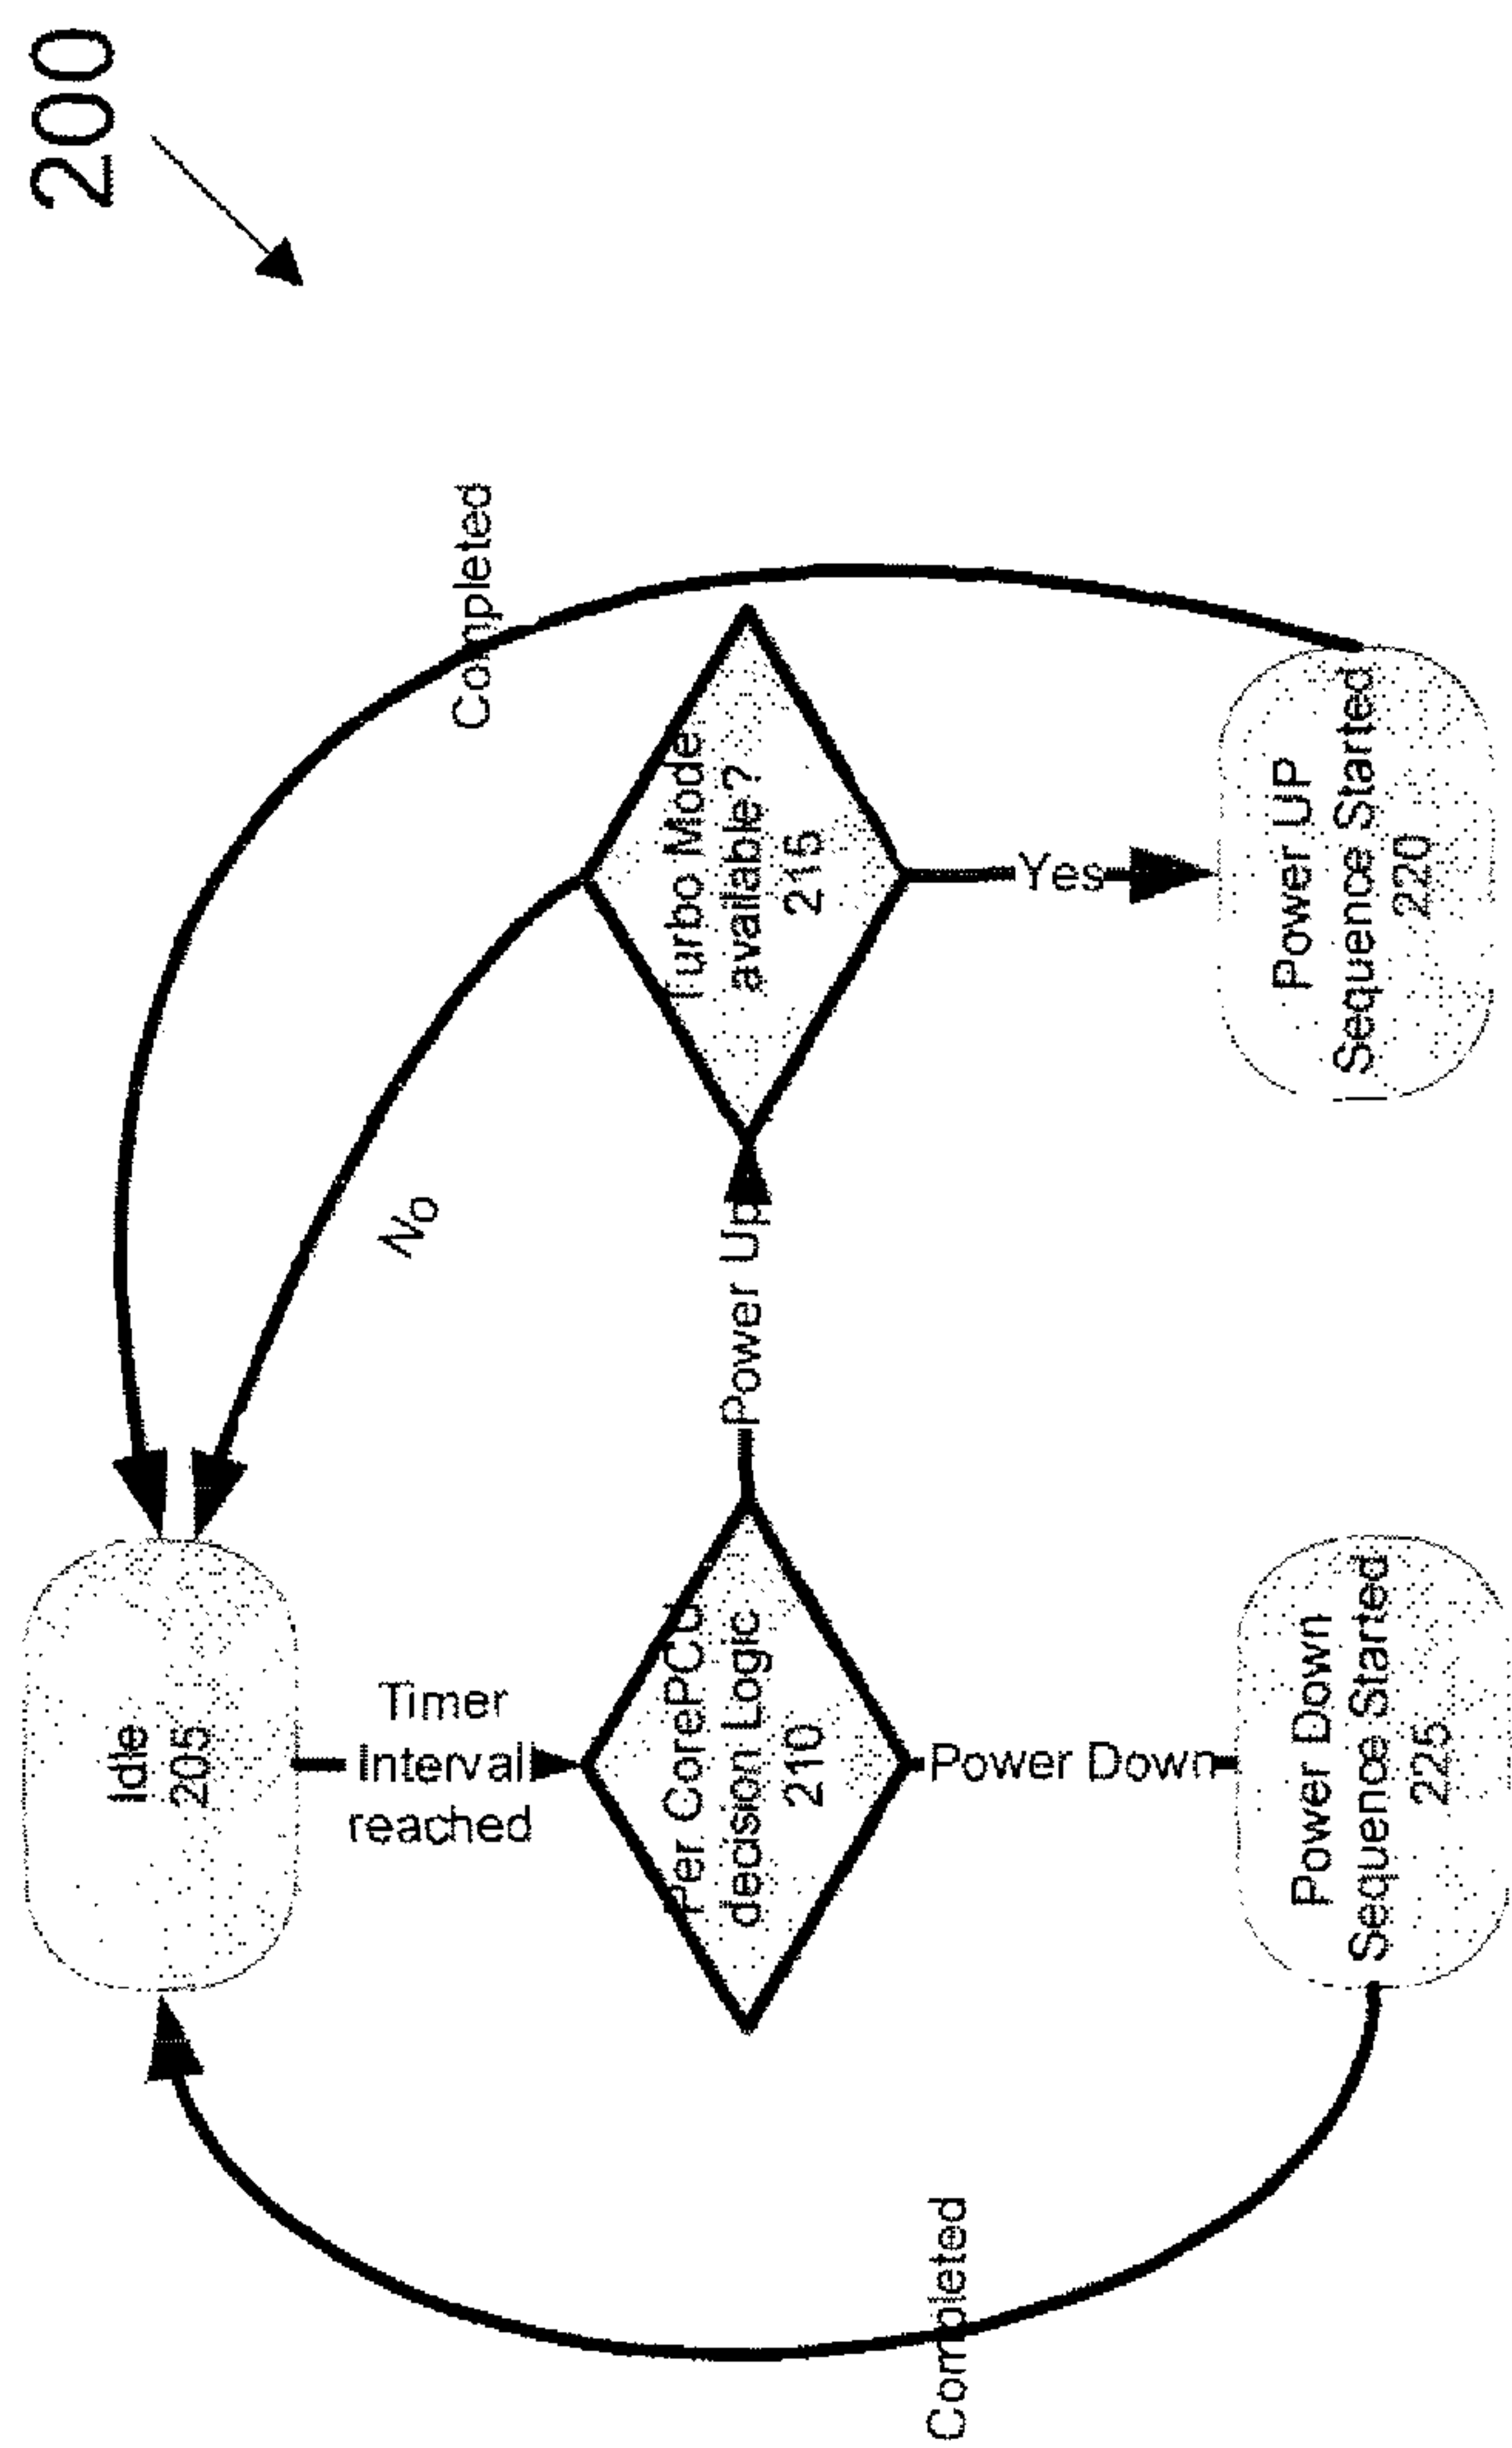 200
Idle
205
Timer
Interval
reached
Per CorePCU
decision Logic
210
Power Up
Turbo Mode
available?
215
No
Completed
Yes
Power UP
Sequence Started
220
Power Down
Power Down
Sequence Started
225
Completed